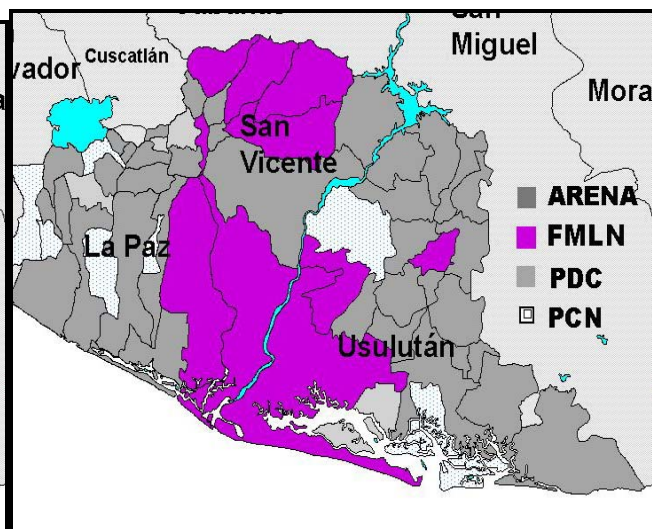 San
Miguel
Cuscatlán
vador
Mora
San
Vicente
La Paz
Usulután
ARENA
FMLN
PDC
PCN